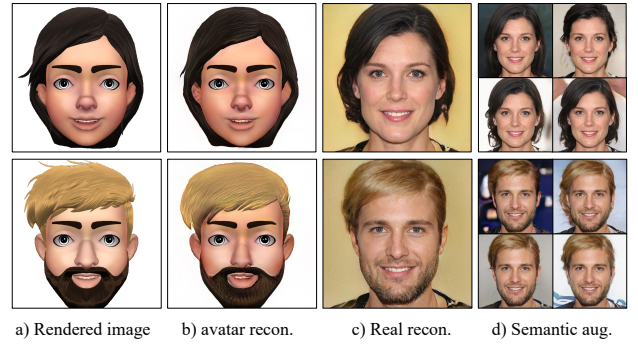 a) Rendered image b) avatar recon. c) Real recon. d) Semantic aug.